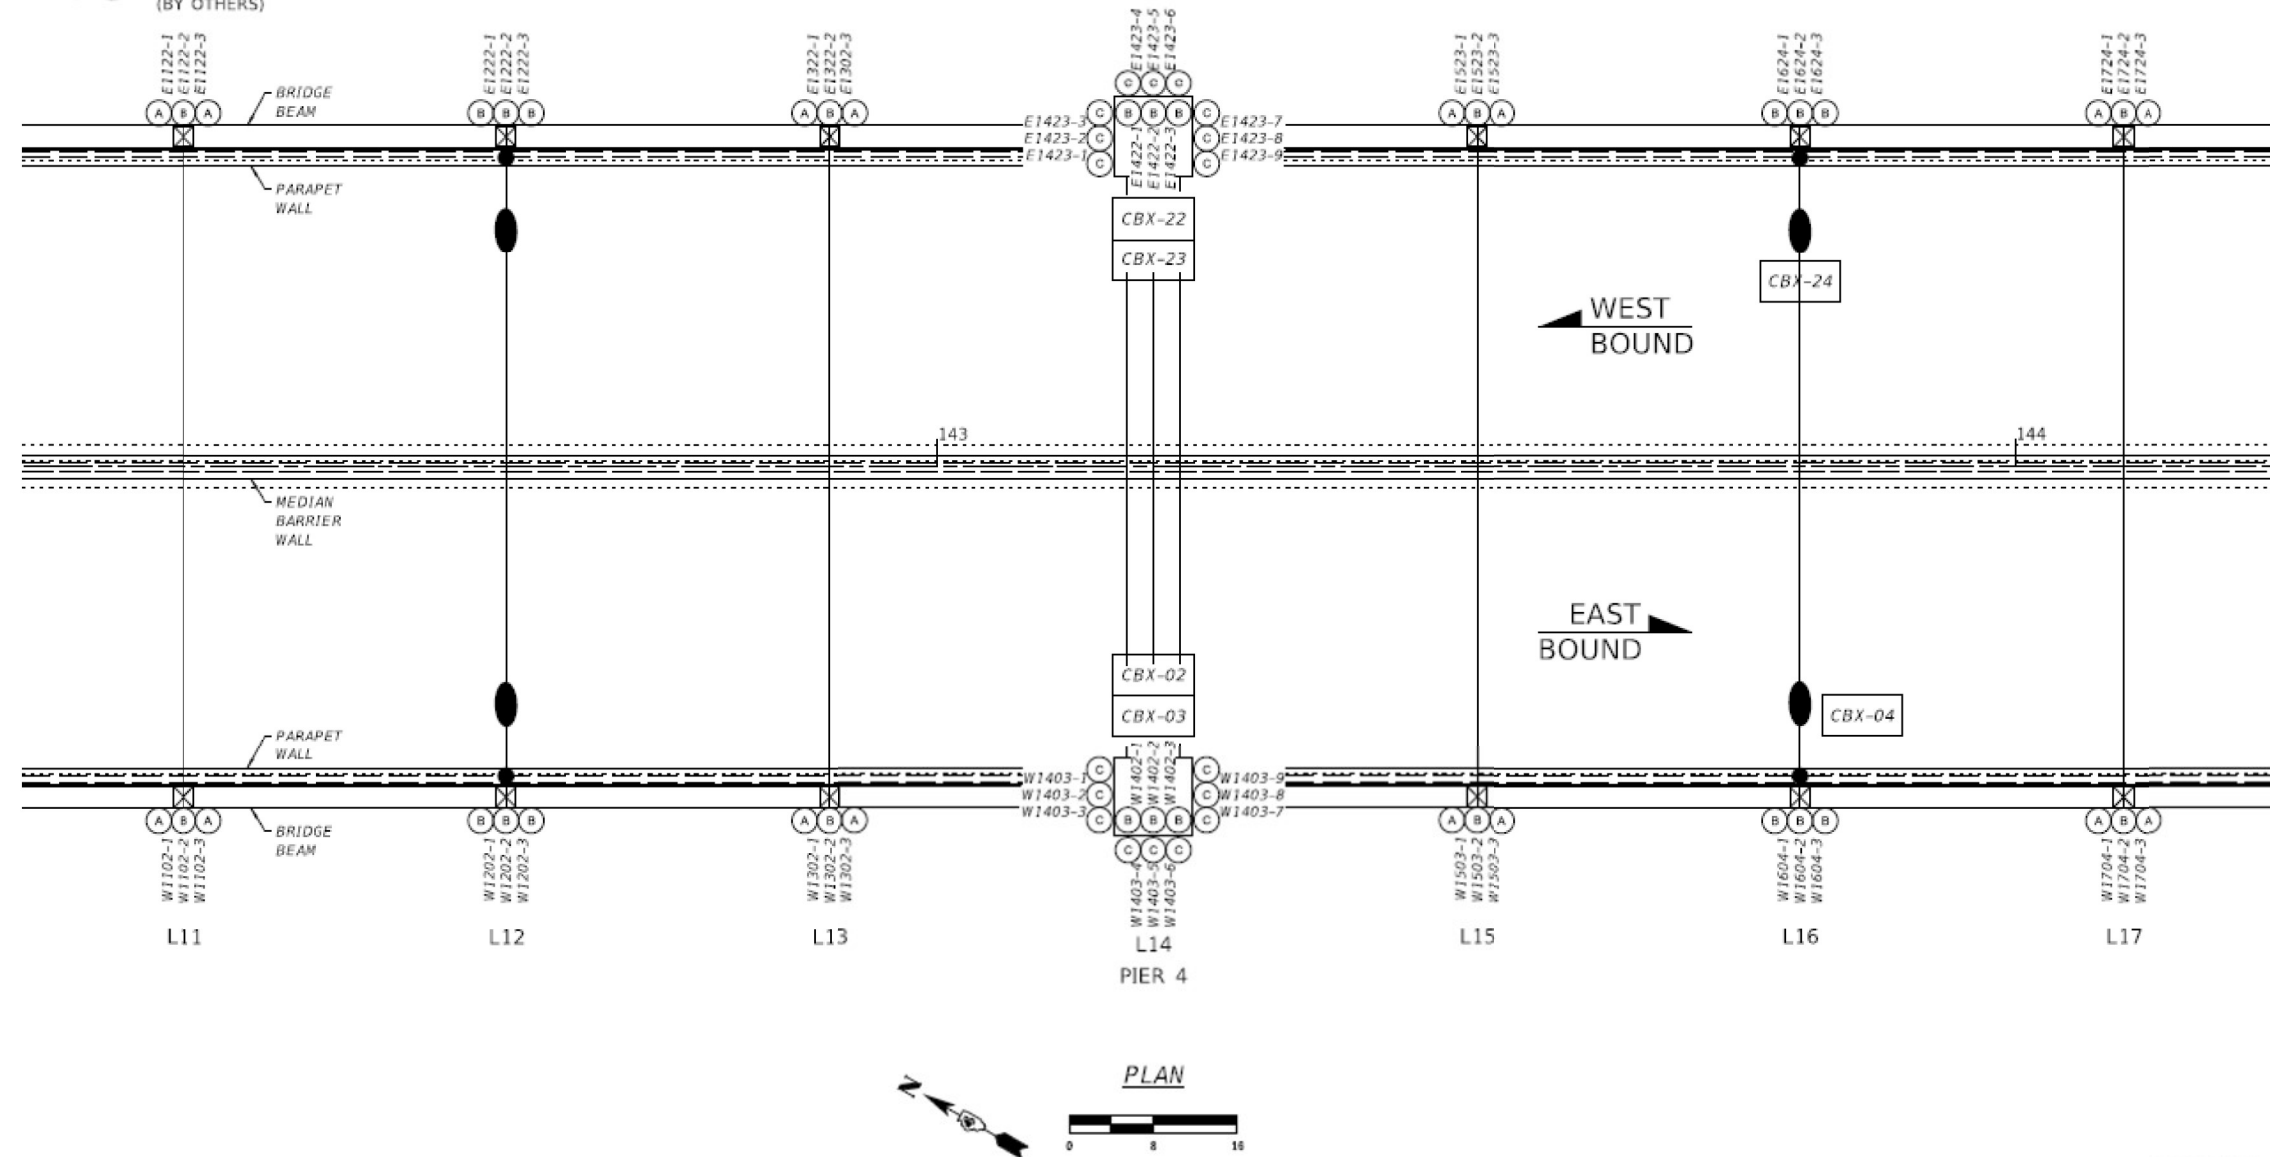 (BY OTHERS)
E1122-1
E1122-2
E1122-3
E1222-1
E1222-2
E1222-3
E1322-1
E1322-2
E1302-3
E1423-4
E1423-5
E1423-6
E1523-1
E1523-2
E1523-3
E1624-1
E1624-2
E1624-3
E1724-1
E1724-2
E1724-3
BRIDGE
BEAM
A B A
B B B
A B A
C C C
A B A
B B B
A B A
E1423-3 C B B B C E1423-7
E1423-2 C C E1423-8
E1423-1 C C E1423-9
E1422-1
E1422-2
E1422-3
PARAPET
WALL
CBX-22
CBX-23
CBX-24
WEST
BOUND
143
144
MEDIAN
BARRIER
WALL
EAST
BOUND
CBX-02
CBX-03
CBX-04
PARAPET
WALL
W1402-1
W1402-2
W1402-3
W1403-1 C C W1403-9
W1403-2 C C W1403-8
W1403-3 C B B B C W1403-7
A B A
B B B
A B A
C C C
A B A
B B B
A B A
BRIDGE
BEAM
W1102-1
W1102-2
W1102-3
W1202-1
W1202-2
W1202-3
W1302-1
W1302-2
W1302-3
W1403-4
W1403-5
W1403-6
W1503-1
W1503-2
W1503-3
W1604-1
W1604-2
W1604-3
W1704-1
W1704-2
W1704-3
L11
L12
L13
L14
L15
L16
L17
PIER 4
PLAN
N
0 8 16